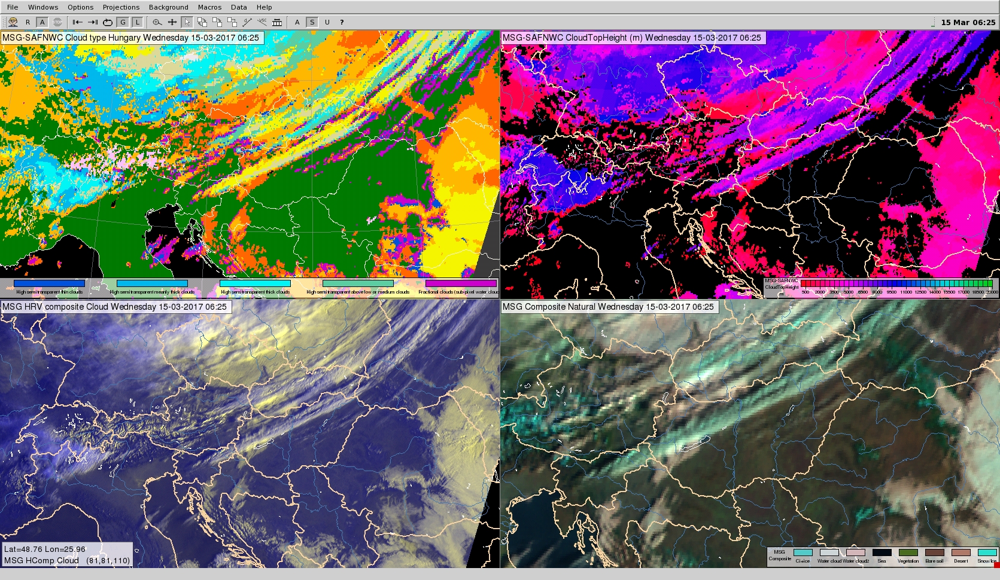 File Windows Options Projections Background Macros Data Help
R A STOP G L VSC A S U ? 15 Mar 06:25
MSG-SAFNWC Cloud type Hungary Wednesday 15-03-2017 06:25
MSG-SAFNWC CloudTopHeight (m) Wednesday 15-03-2017 06:25
High semitransparent thin clouds High semitransparent meanly thick clouds High semitransparent thick clouds High semitransparent above low or medium clouds Fractional clouds (sub-pixel water clouds
MSG-SAFNWC
CloudTopHeight
m
500 2000 3500 5000 6500 8000 9500 11000 12500 14000 15500 17000 18500 20000
MSG HRV composite Cloud Wednesday 15-03-2017 06:25
MSG Composite Natural Wednesday 15-03-2017 06:25
Lat=48.76 Lon=25.96
MSG HComp Cloud (81,81,110)
MSG
Composite
Ci+ice Water cloud Water cloud2 Sea Vegetation Bare soil Desert Snow/Ice